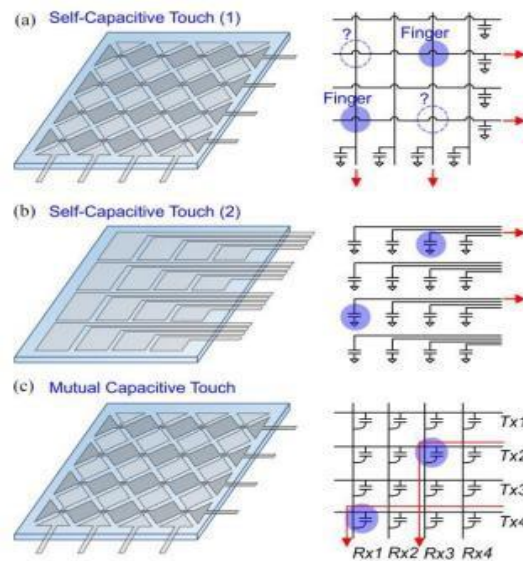 (a) Self-Capacitive Touch (1)
? Finger
Finger ?
(b) Self-Capacitive Touch (2)
(c) Mutual Capacitive Touch
Tx1
Tx2
Tx3
Tx4
Rx1 Rx2 Rx3 Rx4